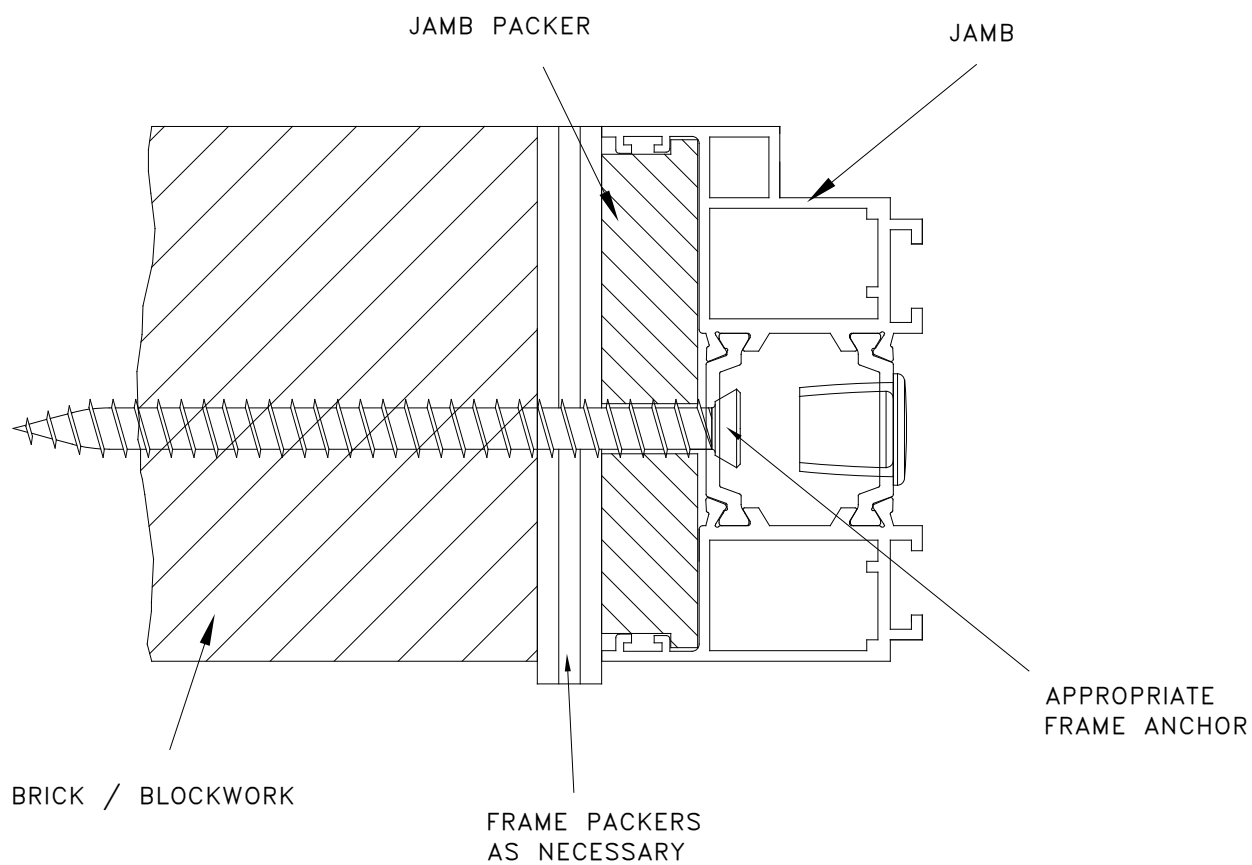 JAMB PACKER
JAMB
APPROPRIATE
FRAME ANCHOR
BRICK / BLOCKWORK
FRAME PACKERS
AS NECESSARY